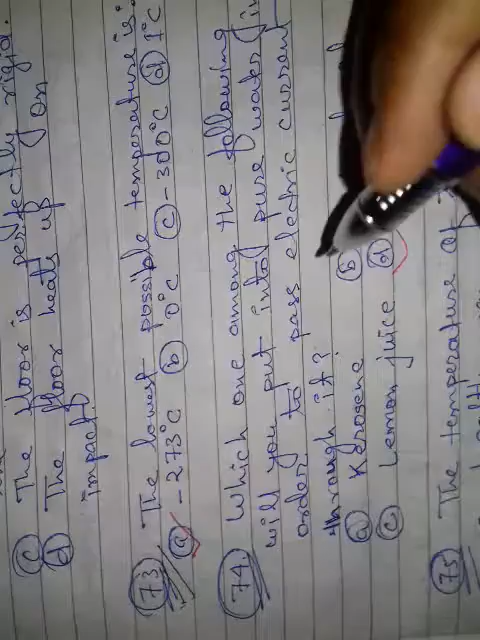 (c) The floor is perfectly rigid.
(d) The floor heats up on
impact.
73. The lowest possible temperature is:
(a) -273°C (b) 0°C (c) -300°C (d) 1°C
74. Which one among the following
will you put into pure water in
order to pass electric current
through it?
(a) Kerosene (b)
(c) Lemon juice (d)
75. The temperature of